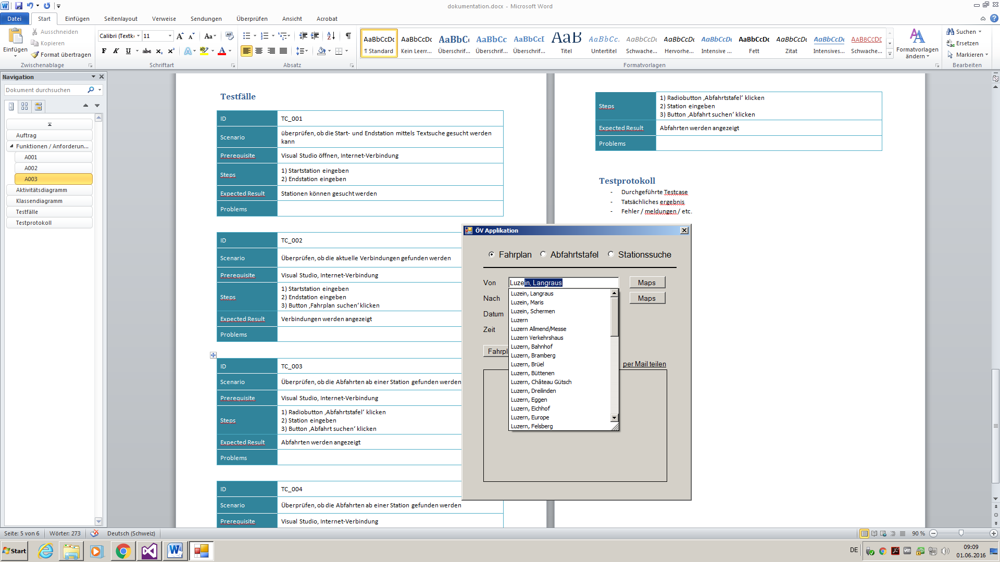 dokumentation.docx - Microsoft Word
Datei Start Einfügen Seitenlayout Verweise Sendungen Überprüfen Ansicht Acrobat
Einfügen
Ausschneiden
Kopieren
Format übertragen
Zwischenablage
Calibri (Textk 11
F K U abc x₂ x²
Schriftart
Absatz
AaBbCcDc AaBbCcDc AaBbC AaBbCc AaBbCcI AaB AaBbCc. AaBbCcDc AaBbCcDc AaBbCcDc AaBbCcDc AaBbCcDc AaBbCcDc AABBCCDE
¶ Standard Kein Leerr... Überschrif... Überschrif... Überschrif... Titel Untertitel Schwache... Hervorhe... Intensive ... Fett Zitat Intensives... Schwache...
Formatvorlagen
Formatvorlagen
ändern
Suchen
Ersetzen
Markieren
Bearbeiten
Navigation
Dokument durchsuchen
Auftrag
Funktionen / Anforderun...
A001
A002
A003
Aktivitätsdiagramm
Klassendiagramm
Testfälle
Testprotokoll
Testfälle
ID TC_001
Scenario überprüfen, ob die Start- und Endstation mittels Textsuche gesucht werden
kann
Prerequisite Visual Studio öffnen, Internet-Verbindung
Steps 1) Startstation eingeben
2) Endstation eingeben
Expected Result Stationen können gesucht werden
Problems
ID TC_002
Scenario Überprüfen, ob die aktuelle Verbindungen gefunden werden
Prerequisite Visual Studio, Internet-Verbindung
Steps 1) Startstation eingeben
2) Endstation eingeben
3) Button ‚Fahrplan suchen‘ klicken
Expected Result Verbindungen werden angezeigt
Problems
ID TC_003
Scenario Überprüfen, ob die Abfahrten ab einer Station gefunden werden
Prerequisite Visual Studio, Internet-Verbindung
Steps 1) Radiobutton ‚Abfahrtstafel‘ klicken
2) Station eingeben
3) Button ‚Abfahrt suchen‘ klicken
Expected Result Abfahrten werden angezeigt
Problems
ID TC_004
Scenario Überprüfen, ob die Abfahrten ab einer Station gefunden werden
Prerequisite Visual Studio, Internet-Verbindung
Steps 1) Radiobutton ‚Abfahrtstafel‘ klicken
2) Station eingeben
3) Button ‚Abfahrt suchen‘ klicken
Expected Result Abfahrten werden angezeigt
Problems
Testprotokoll
- Durchgeführte Testcase
- Tatsächliches ergebnis
- Fehler / meldungen / etc.
ÖV Applikation
Fahrplan Abfahrtstafel Stationssuche
Von Luzein, Langraus Maps
Nach Maps
Datum
Zeit
Fahrpl
per Mail teilen
Luzein, Langraus
Luzein, Maris
Luzein, Schermen
Luzern
Luzern Allmend/Messe
Luzern Verkehrshaus
Luzern, Bahnhof
Luzern, Bramberg
Luzern, Brüel
Luzern, Büttenen
Luzern, Château Gütsch
Luzern, Dreilinden
Luzern, Eggen
Luzern, Eichhof
Luzern, Europe
Luzern, Felsberg
Seite: 5 von 6 Wörter: 273 Deutsch (Schweiz) 90 %
Start DE 09:09
01.06.2016